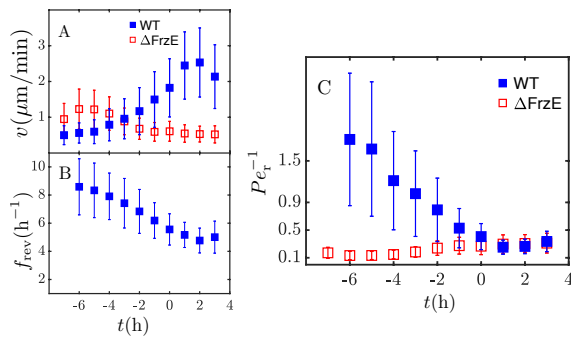 A
WT
ΔFrzE
3
2
1
v(μm/min)
B
10
8
6
4
2
f_rev(h⁻¹)
-6 -4 -2 0 2 4
t(h)
C
WT
ΔFrzE
1.5
0.9
0.5
0.1
Pe_r⁻¹
-6 -4 -2 0 2 4
t(h)